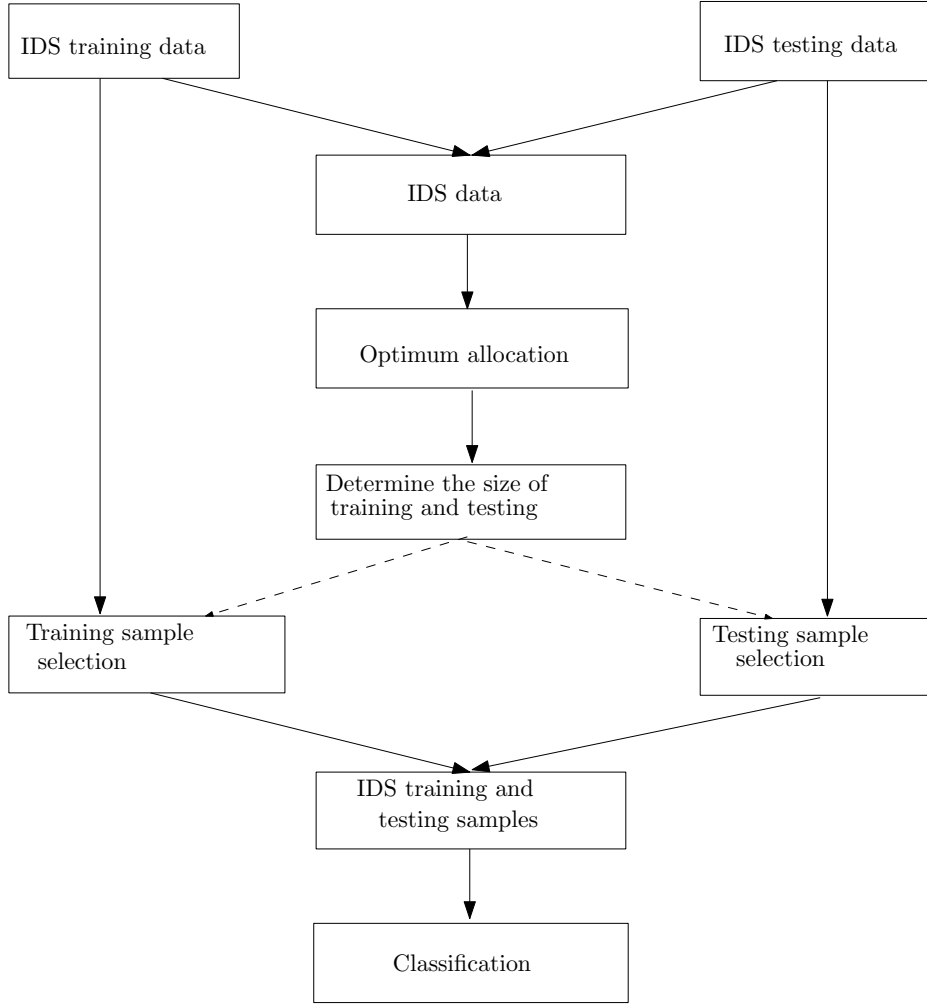 IDS training data
IDS testing data
IDS data
Optimum allocation
Determine the size of
training and testing
Training sample
selection
Testing sample
selection
IDS training and
testing samples
Classification